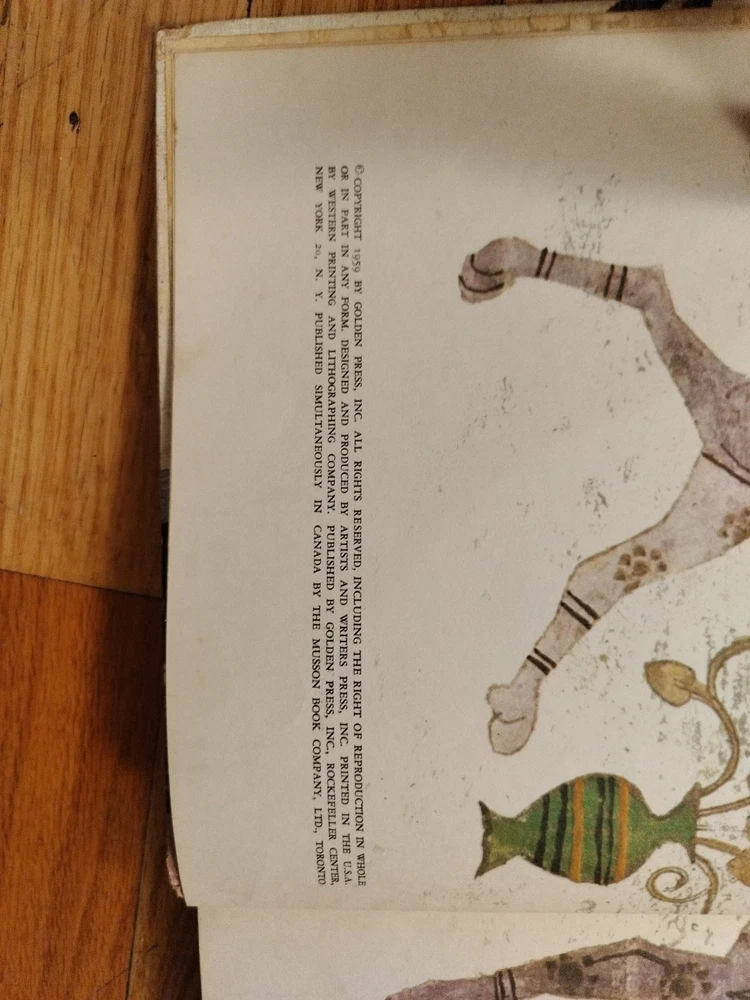 © COPYRIGHT 1959 BY GOLDEN PRESS, INC. ALL RIGHTS RESERVED, INCLUDING THE RIGHT OF REPRODUCTION IN WHOLE
OR IN PART IN ANY FORM. DESIGNED AND PRODUCED BY ARTISTS AND WRITERS PRESS, INC. PRINTED IN THE U.S.A.
BY WESTERN PRINTING AND LITHOGRAPHING COMPANY. PUBLISHED BY GOLDEN PRESS, INC., ROCKEFELLER CENTER,
NEW YORK 20, N. Y. PUBLISHED SIMULTANEOUSLY IN CANADA BY THE MUSSON BOOK COMPANY, LTD., TORONTO